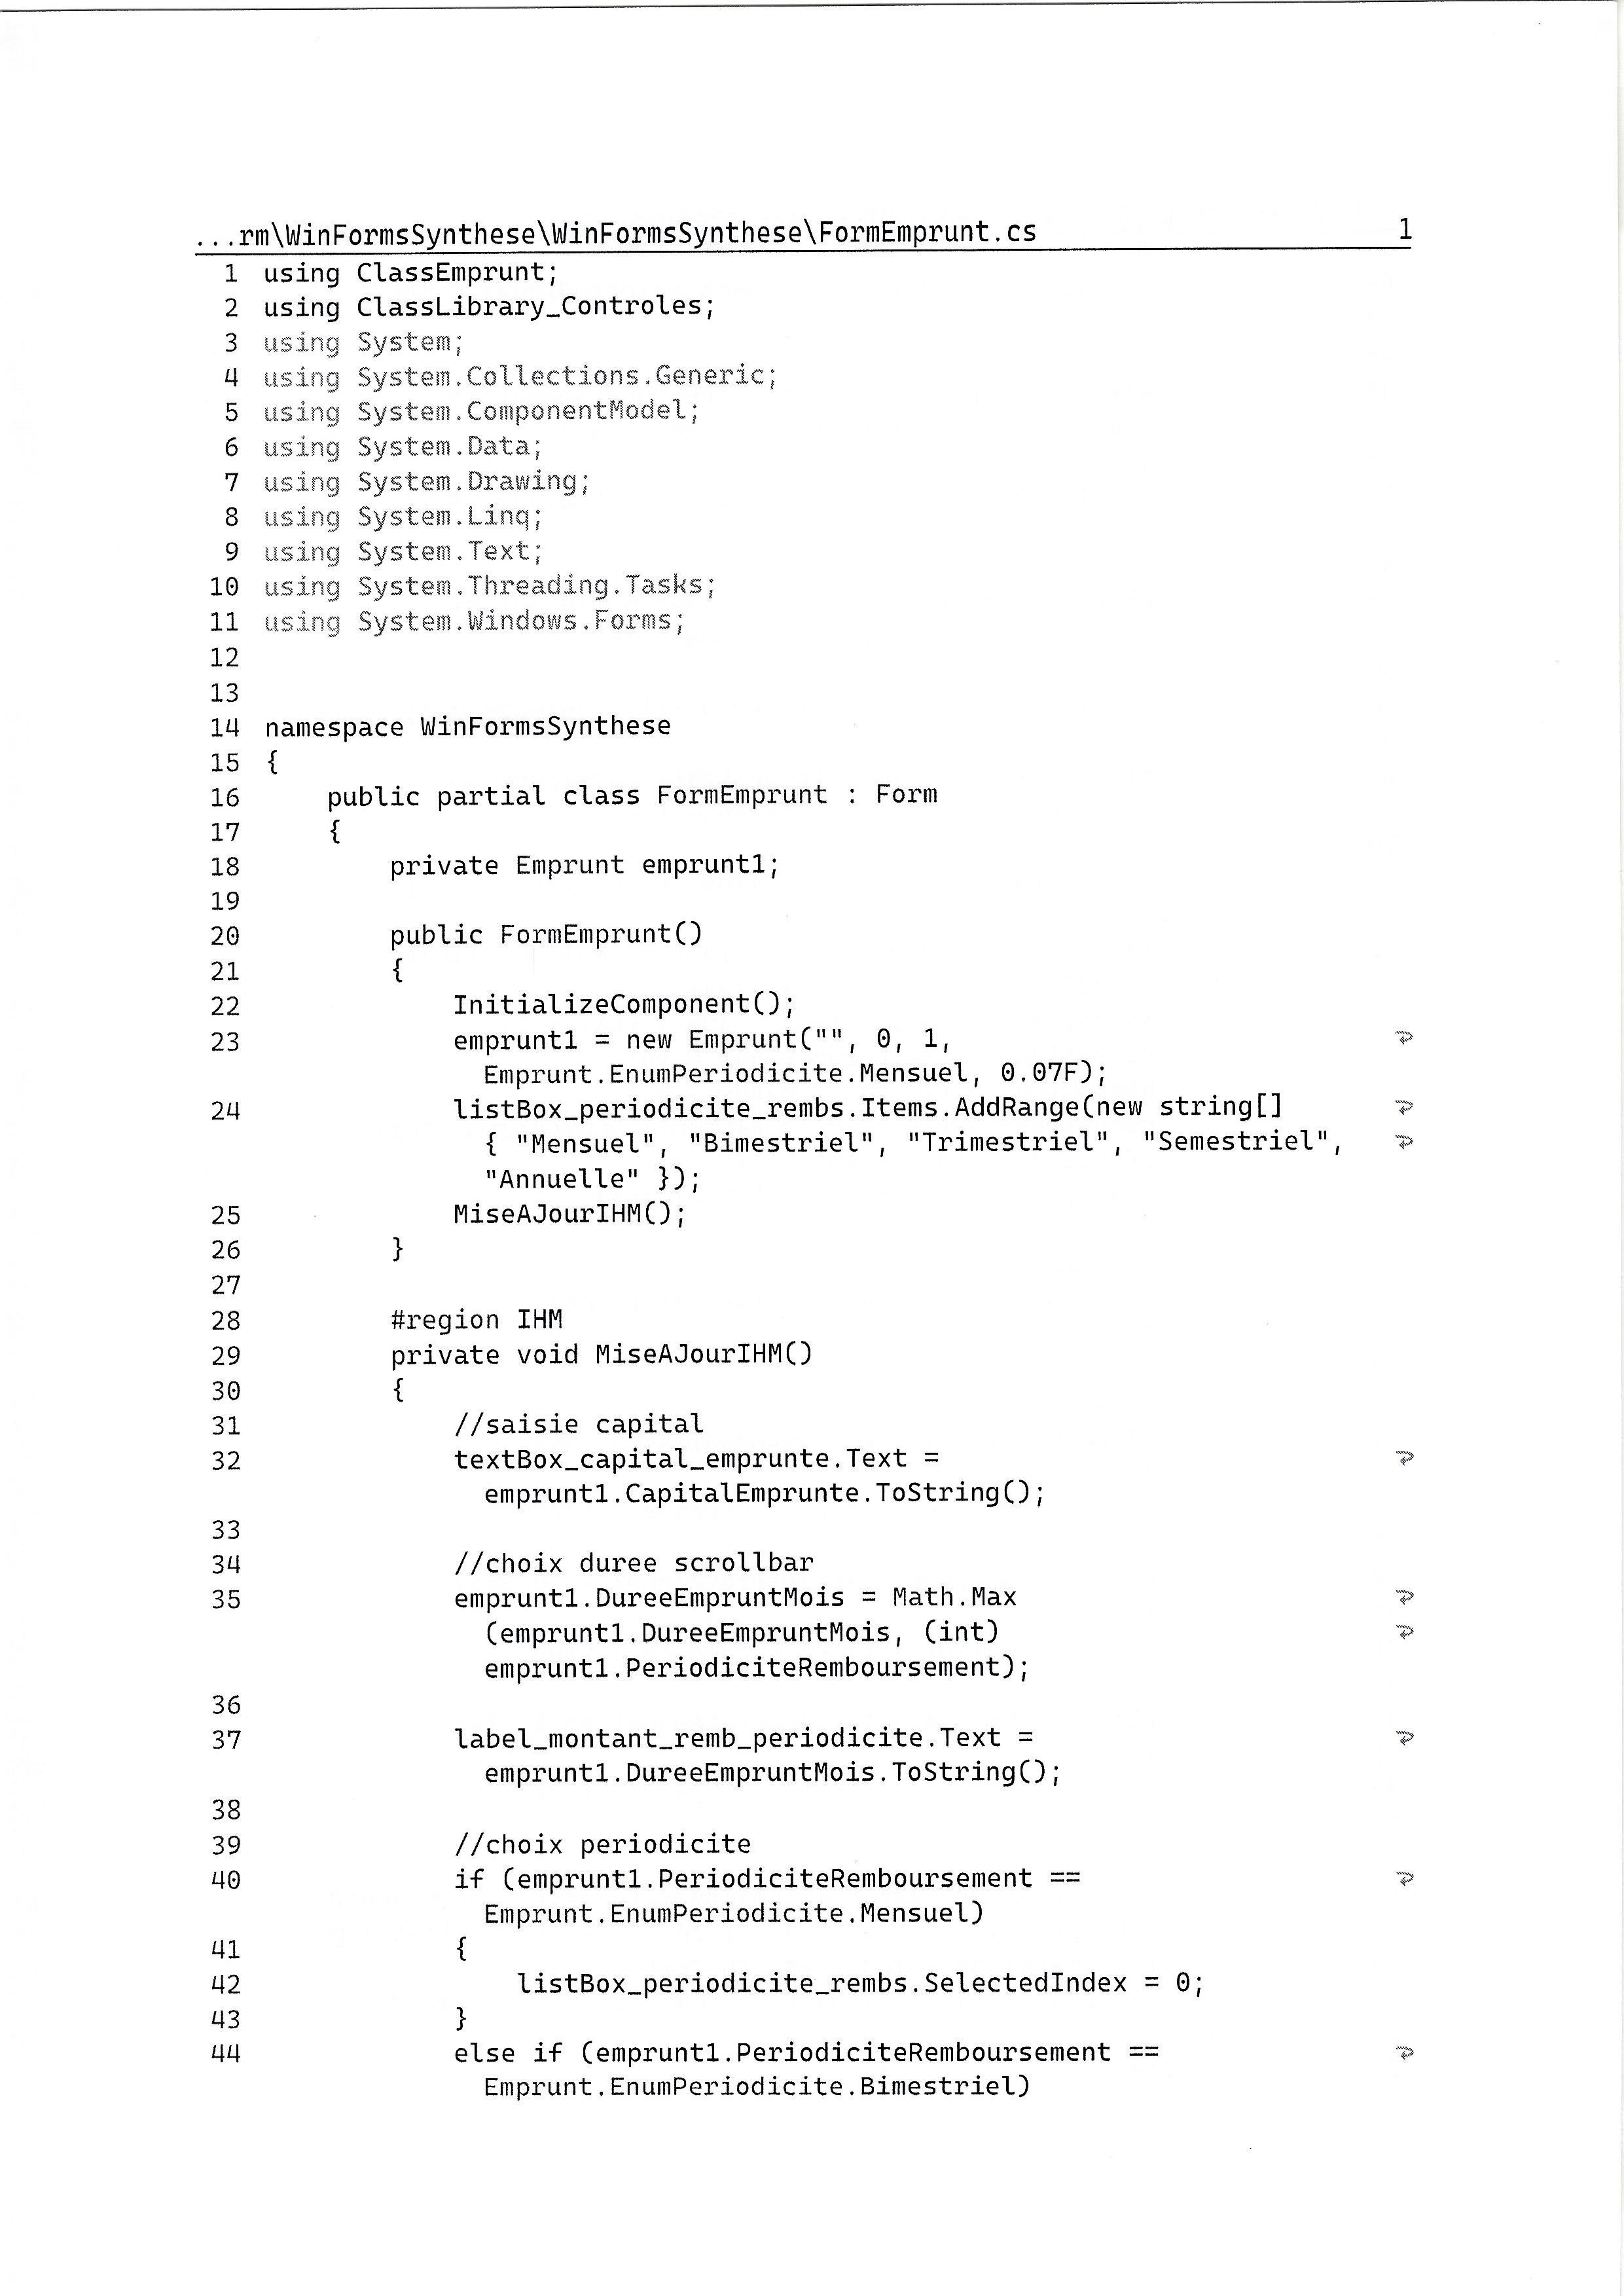 ...rm\WinFormsSynthese\WinFormsSynthese\FormEmprunt.cs 1
1 using ClassEmprunt;
2 using ClassLibrary_Controles;
3 using System;
4 using System.Collections.Generic;
5 using System.ComponentModel;
6 using System.Data;
7 using System.Drawing;
8 using System.Linq;
9 using System.Text;
10 using System.Threading.Tasks;
11 using System.Windows.Forms;
12
13
14 namespace WinFormsSynthese
15 {
16     public partial class FormEmprunt : Form
17     {
18         private Emprunt emprunt1;
19
20         public FormEmprunt()
21         {
22             InitializeComponent();
23             emprunt1 = new Emprunt("", 0, 1,
Emprunt.EnumPeriodicite.Mensuel, 0.07F);
24             listBox_periodicite_rembs.Items.AddRange(new string[]
{ "Mensuel", "Bimestriel", "Trimestriel", "Semestriel",
"Annuelle" });
25             MiseAJourIHM();
26         }
27
28         #region IHM
29         private void MiseAJourIHM()
30         {
31             //saisie capital
32             textBox_capital_emprunte.Text =
emprunt1.CapitalEmprunte.ToString();
33
34             //choix duree scrollbar
35             emprunt1.DureeEmpruntMois = Math.Max
(emprunt1.DureeEmpruntMois, (int)
emprunt1.PeriodiciteRemboursement);
36
37             label_montant_remb_periodicite.Text =
emprunt1.DureeEmpruntMois.ToString();
38
39             //choix periodicite
40             if (emprunt1.PeriodiciteRemboursement ==
Emprunt.EnumPeriodicite.Mensuel)
41             {
42                 listBox_periodicite_rembs.SelectedIndex = 0;
43             }
44             else if (emprunt1.PeriodiciteRemboursement ==
Emprunt.EnumPeriodicite.Bimestriel)